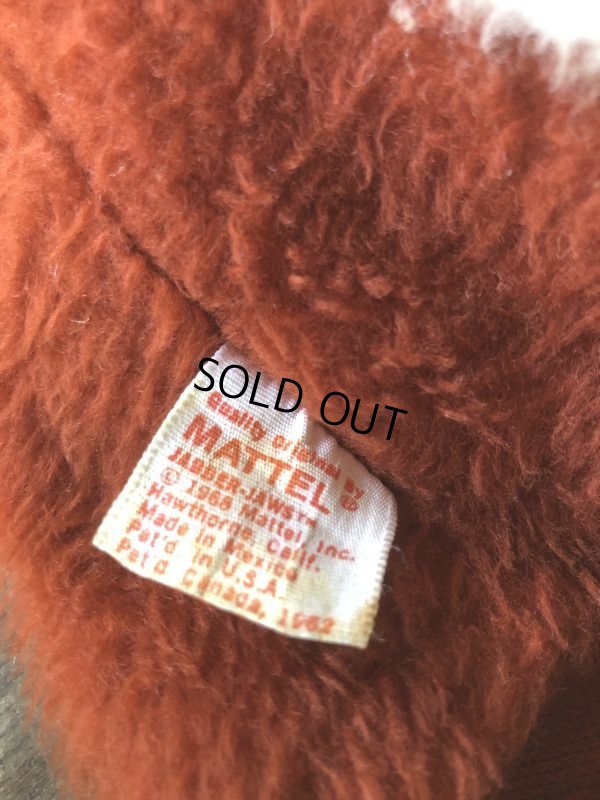 SOLD OUT
Quality original by
MATTEL ®
JABBER-JAWS™
© 1968 Mattel, Inc.
Hawthorne, Calif.
Made in Mexico
Pat'd. in U.S.A.
Pat'd. Canada, 1962